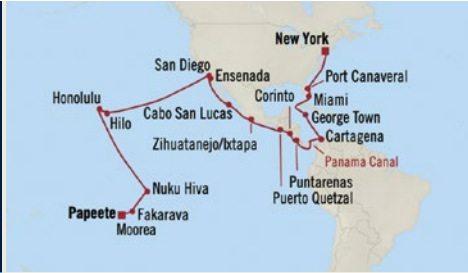 New York
San Diego
Ensenada
Port Canaveral
Honolulu
Corinto
Miami
Hilo
Cabo San Lucas
George Town
Zihuatanejo/Ixtapa
Cartagena
Panama Canal
Nuku Hiva
Puntarenas
Puerto Quetzal
Papeete
Fakarava
Moorea